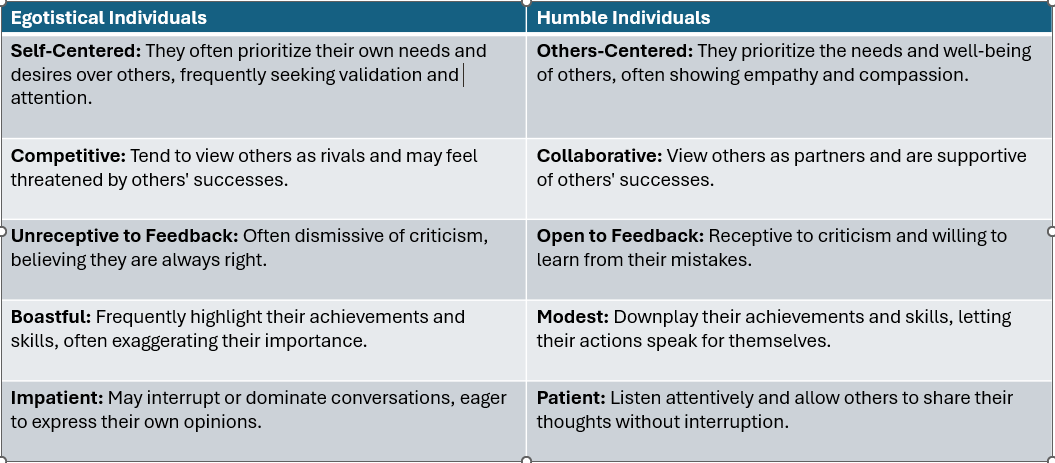 Egotistical Individuals
Humble Individuals
Self-Centered: They often prioritize their own needs and
desires over others, frequently seeking validation and
attention.
Others-Centered: They prioritize the needs and well-being
of others, often showing empathy and compassion.
Competitive: Tend to view others as rivals and may feel
threatened by others' successes.
Collaborative: View others as partners and are supportive
of others' successes.
Unreceptive to Feedback: Often dismissive of criticism,
believing they are always right.
Open to Feedback: Receptive to criticism and willing to
learn from their mistakes.
Boastful: Frequently highlight their achievements and
skills, often exaggerating their importance.
Modest: Downplay their achievements and skills, letting
their actions speak for themselves.
Impatient: May interrupt or dominate conversations, eager
to express their own opinions.
Patient: Listen attentively and allow others to share their
thoughts without interruption.